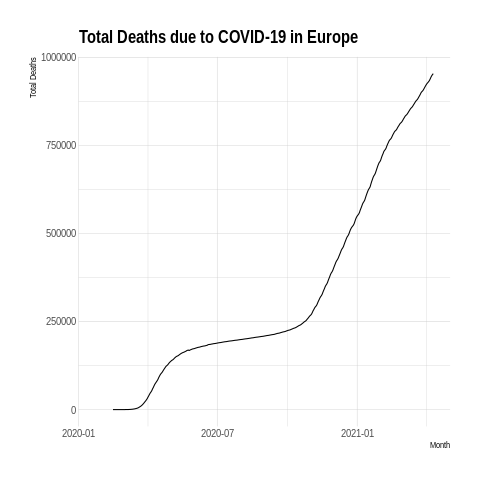 Total Deaths due to COVID-19 in Europe
Total Deaths
1000000
750000
500000
250000
0
2020-01
2020-07
2021-01
Month